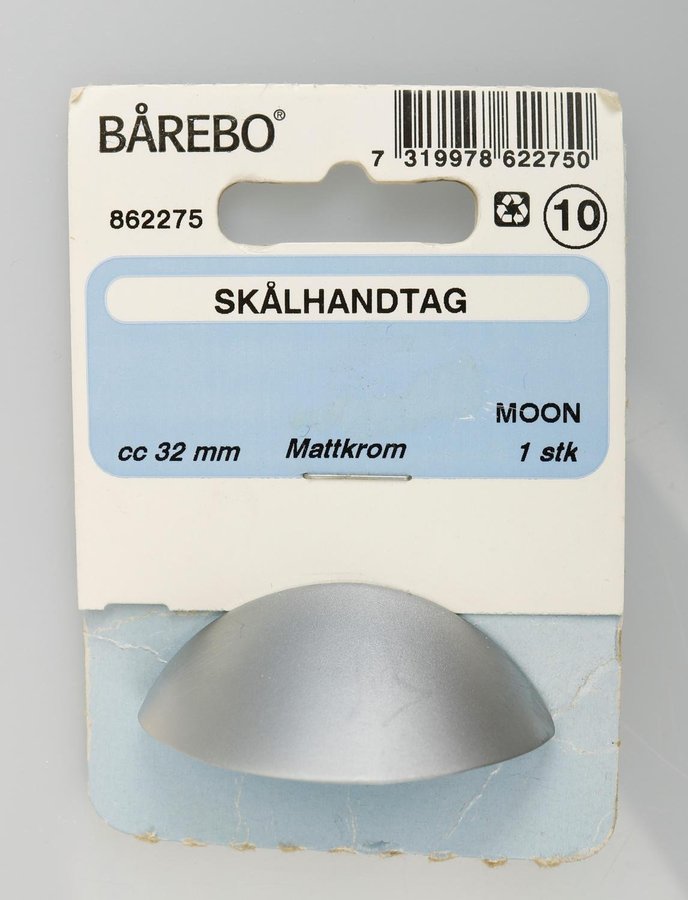 BÅREBO®
7 319978 622750
862275
10
SKÅLHANDTAG
MOON
cc 32 mm Mattkrom 1 stk